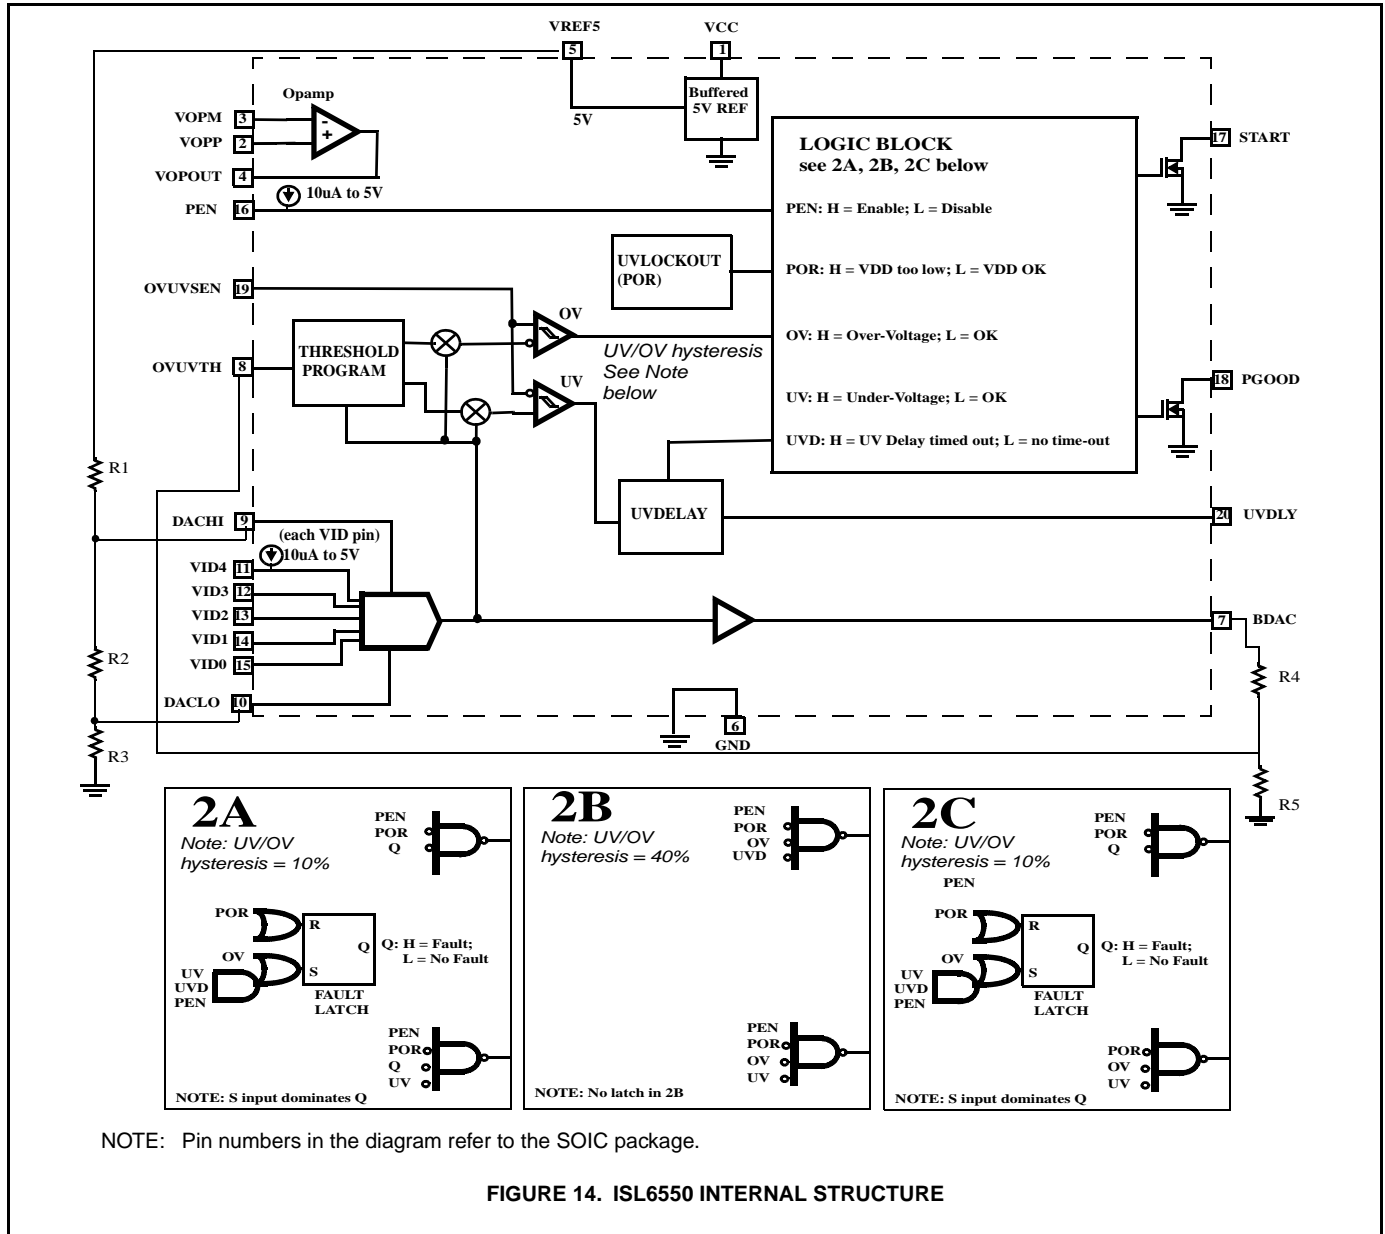 VREF5
VCC
5
1
Opamp
Buffered
5V REF
5V
VOPM 3
VOPP 2
VOPOUT 4
-
+
10uA to 5V
PEN 16
LOGIC BLOCK
see 2A, 2B, 2C below
PEN: H = Enable; L = Disable
POR: H = VDD too low; L = VDD OK
OV: H = Over-Voltage; L = OK
UV: H = Under-Voltage; L = OK
UVD: H = UV Delay timed out; L = no time-out
17 START
UVLOCKOUT
(POR)
OVUVSEN 19
OV
THRESHOLD
PROGRAM
UV/OV hysteresis
See Note
below
OVUVTH 8
UV
18 PGOOD
R1
UVDELAY
20 UVDLY
DACHI 9
(each VID pin)
10uA to 5V
VID4 11
VID3 12
VID2 13
VID1 14
VID0 15
7 BDAC
R2
R4
DACLO 10
6
GND
R3
R5
2A
Note: UV/OV
hysteresis = 10%
PEN
POR
Q
POR
R
Q
Q: H = Fault;
L = No Fault
OV
S
UV
UVD
PEN
FAULT
LATCH
PEN
POR
Q
UV
NOTE: S input dominates Q
2B
Note: UV/OV
hysteresis = 40%
PEN
POR
OV
UVD
PEN
POR
OV
UV
NOTE: No latch in 2B
2C
Note: UV/OV
hysteresis = 10%
PEN
POR
Q
PEN
POR
R
Q
Q: H = Fault;
L = No Fault
OV
S
UV
UVD
PEN
FAULT
LATCH
POR
OV
UV
NOTE: S input dominates Q
NOTE: Pin numbers in the diagram refer to the SOIC package.
FIGURE 14. ISL6550 INTERNAL STRUCTURE